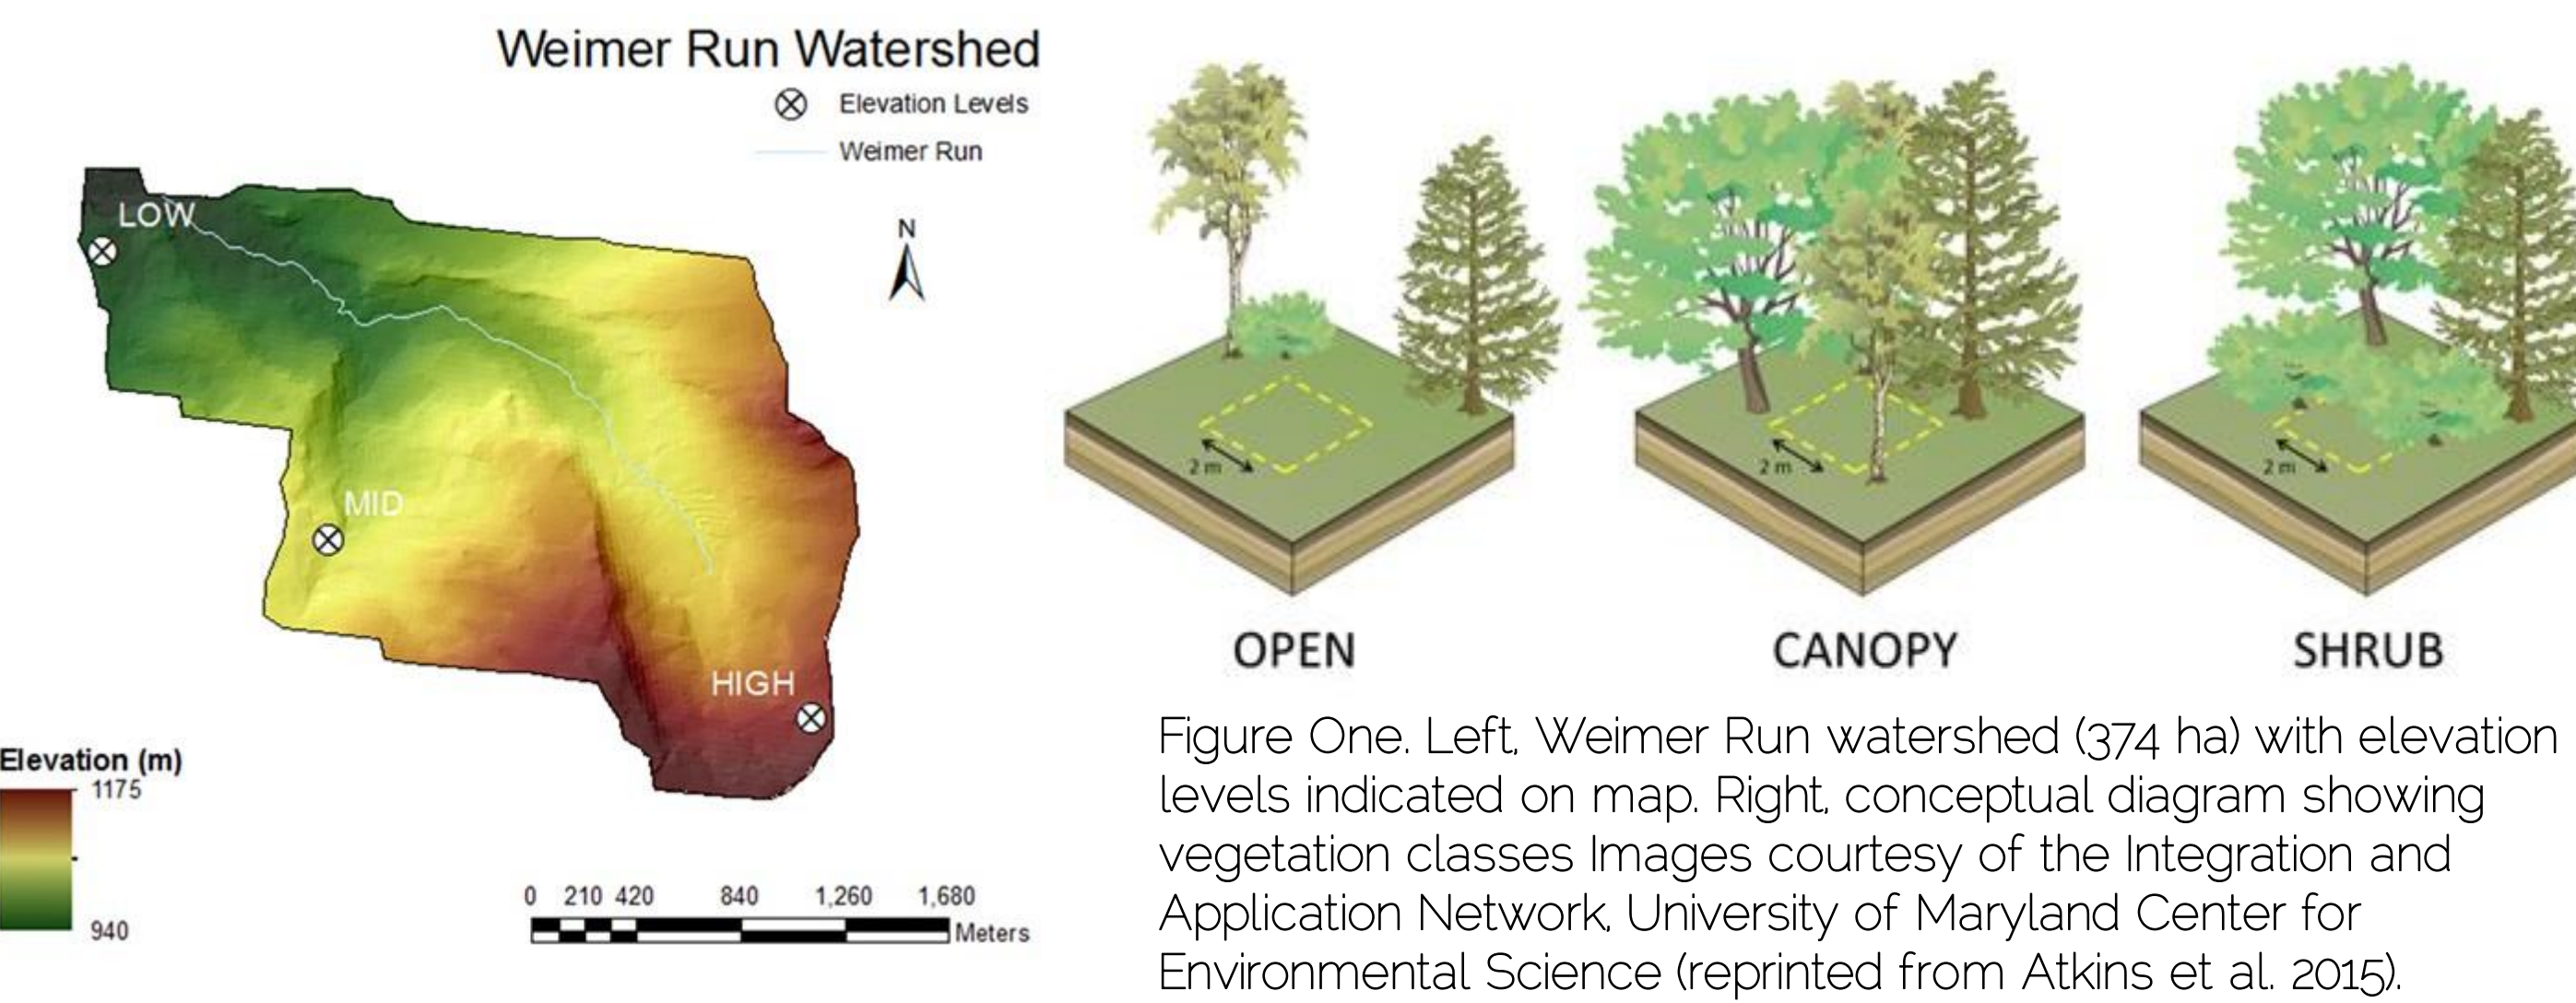 Weimer Run Watershed
Elevation Levels
Weimer Run
N
LOW
MID
HIGH
Elevation (m)
1175
940
0 210 420 840 1,260 1,680
Meters
2 m
2 m
2 m
OPEN CANOPY SHRUB
Figure One. Left, Weimer Run watershed (374 ha) with elevation
levels indicated on map. Right, conceptual diagram showing
vegetation classes Images courtesy of the Integration and
Application Network, University of Maryland Center for
Environmental Science (reprinted from Atkins et al. 2015).